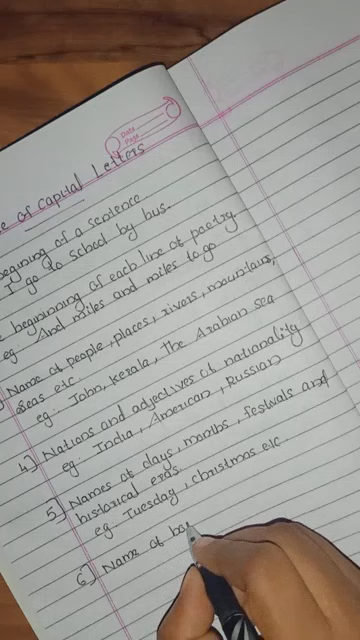 Date
Page
e of Capital Letters
begining of a sentence
I go to school by bus.
e beginning of each line of poetry
eg. And miles and miles to go
Name of people, places, rivers, mountains,
seas etc.
eg. John, Kerala, The Arabian sea
4) Nations and adjectives of nationality
eg. India, American, Russian
5) Names of days, months, festivals and
historical eras.
eg. Tuesday, christmas etc.
6) Name of bo